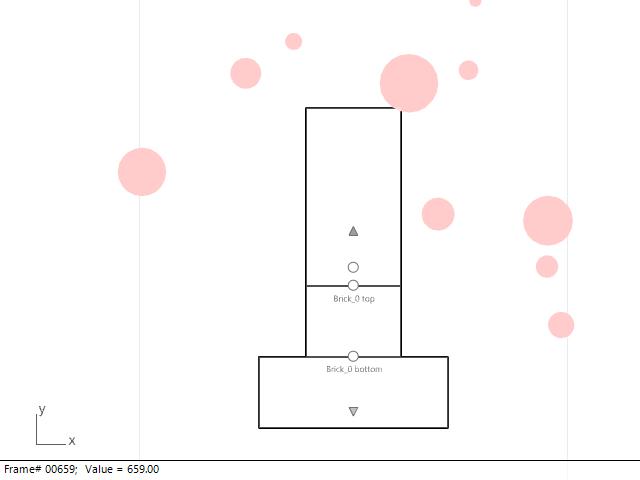 Brick_0 top
Brick_0 bottom
y
x
Frame# 00659; Value = 659.00